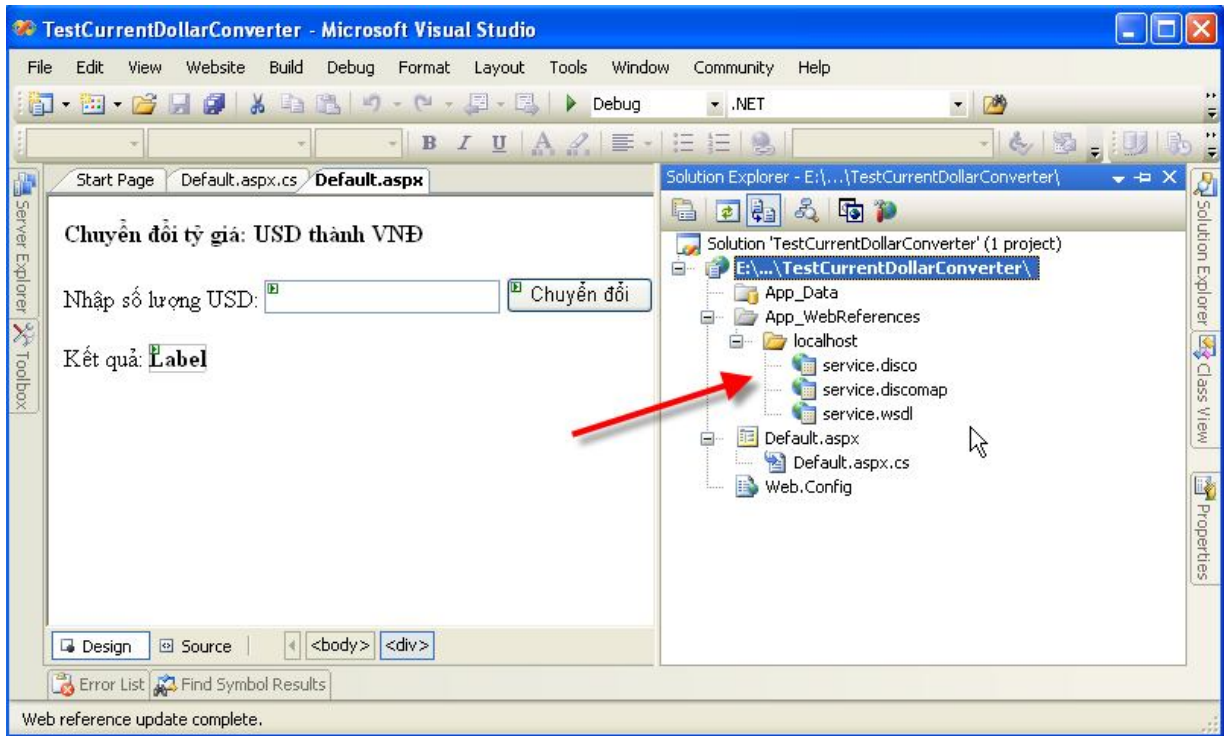 TestCurrentDollarConverter - Microsoft Visual Studio
File Edit View Website Build Debug Format Layout Tools Window Community Help
Debug .NET
B I U A
Start Page Default.aspx.cs Default.aspx
Chuyển đổi tỷ giá: USD thành VNĐ
Nhập số lượng USD: Chuyển đổi
Kết quả: Label
Design Source <body> <div>
Server Explorer
Toolbox
Solution Explorer - E:\...\TestCurrentDollarConverter\
Solution 'TestCurrentDollarConverter' (1 project)
E:\...\TestCurrentDollarConverter\
App_Data
App_WebReferences
localhost
service.disco
service.discomap
service.wsdl
Default.aspx
Default.aspx.cs
Web.Config
Solution Explorer
Class View
Properties
Error List Find Symbol Results
Web reference update complete.